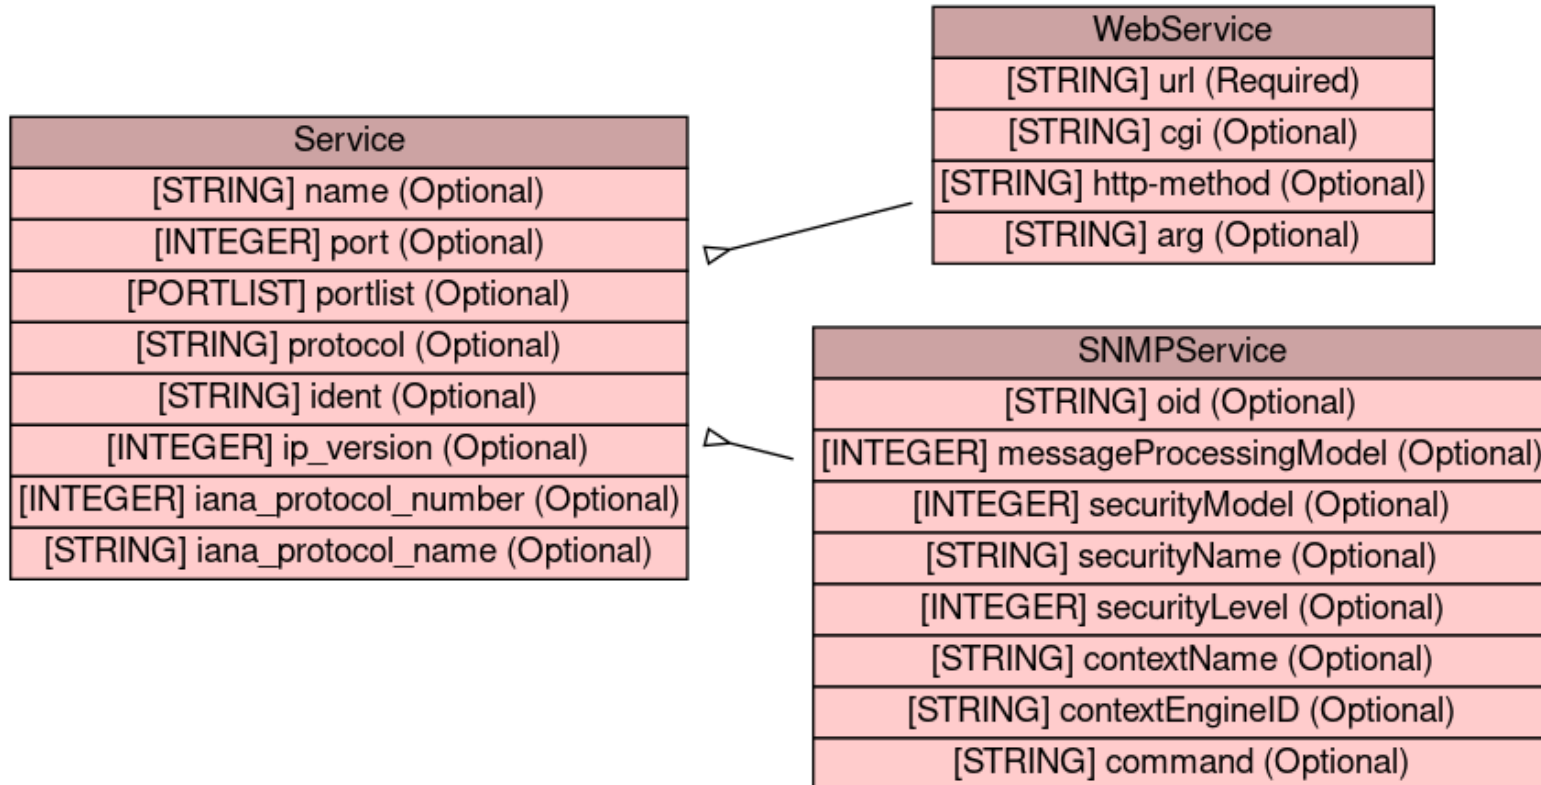 Service
[STRING] name (Optional)
[INTEGER] port (Optional)
[PORTLIST] portlist (Optional)
[STRING] protocol (Optional)
[STRING] ident (Optional)
[INTEGER] ip_version (Optional)
[INTEGER] iana_protocol_number (Optional)
[STRING] iana_protocol_name (Optional)
WebService
[STRING] url (Required)
[STRING] cgi (Optional)
[STRING] http-method (Optional)
[STRING] arg (Optional)
SNMPService
[STRING] oid (Optional)
[INTEGER] messageProcessingModel (Optional)
[INTEGER] securityModel (Optional)
[STRING] securityName (Optional)
[INTEGER] securityLevel (Optional)
[STRING] contextName (Optional)
[STRING] contextEngineID (Optional)
[STRING] command (Optional)